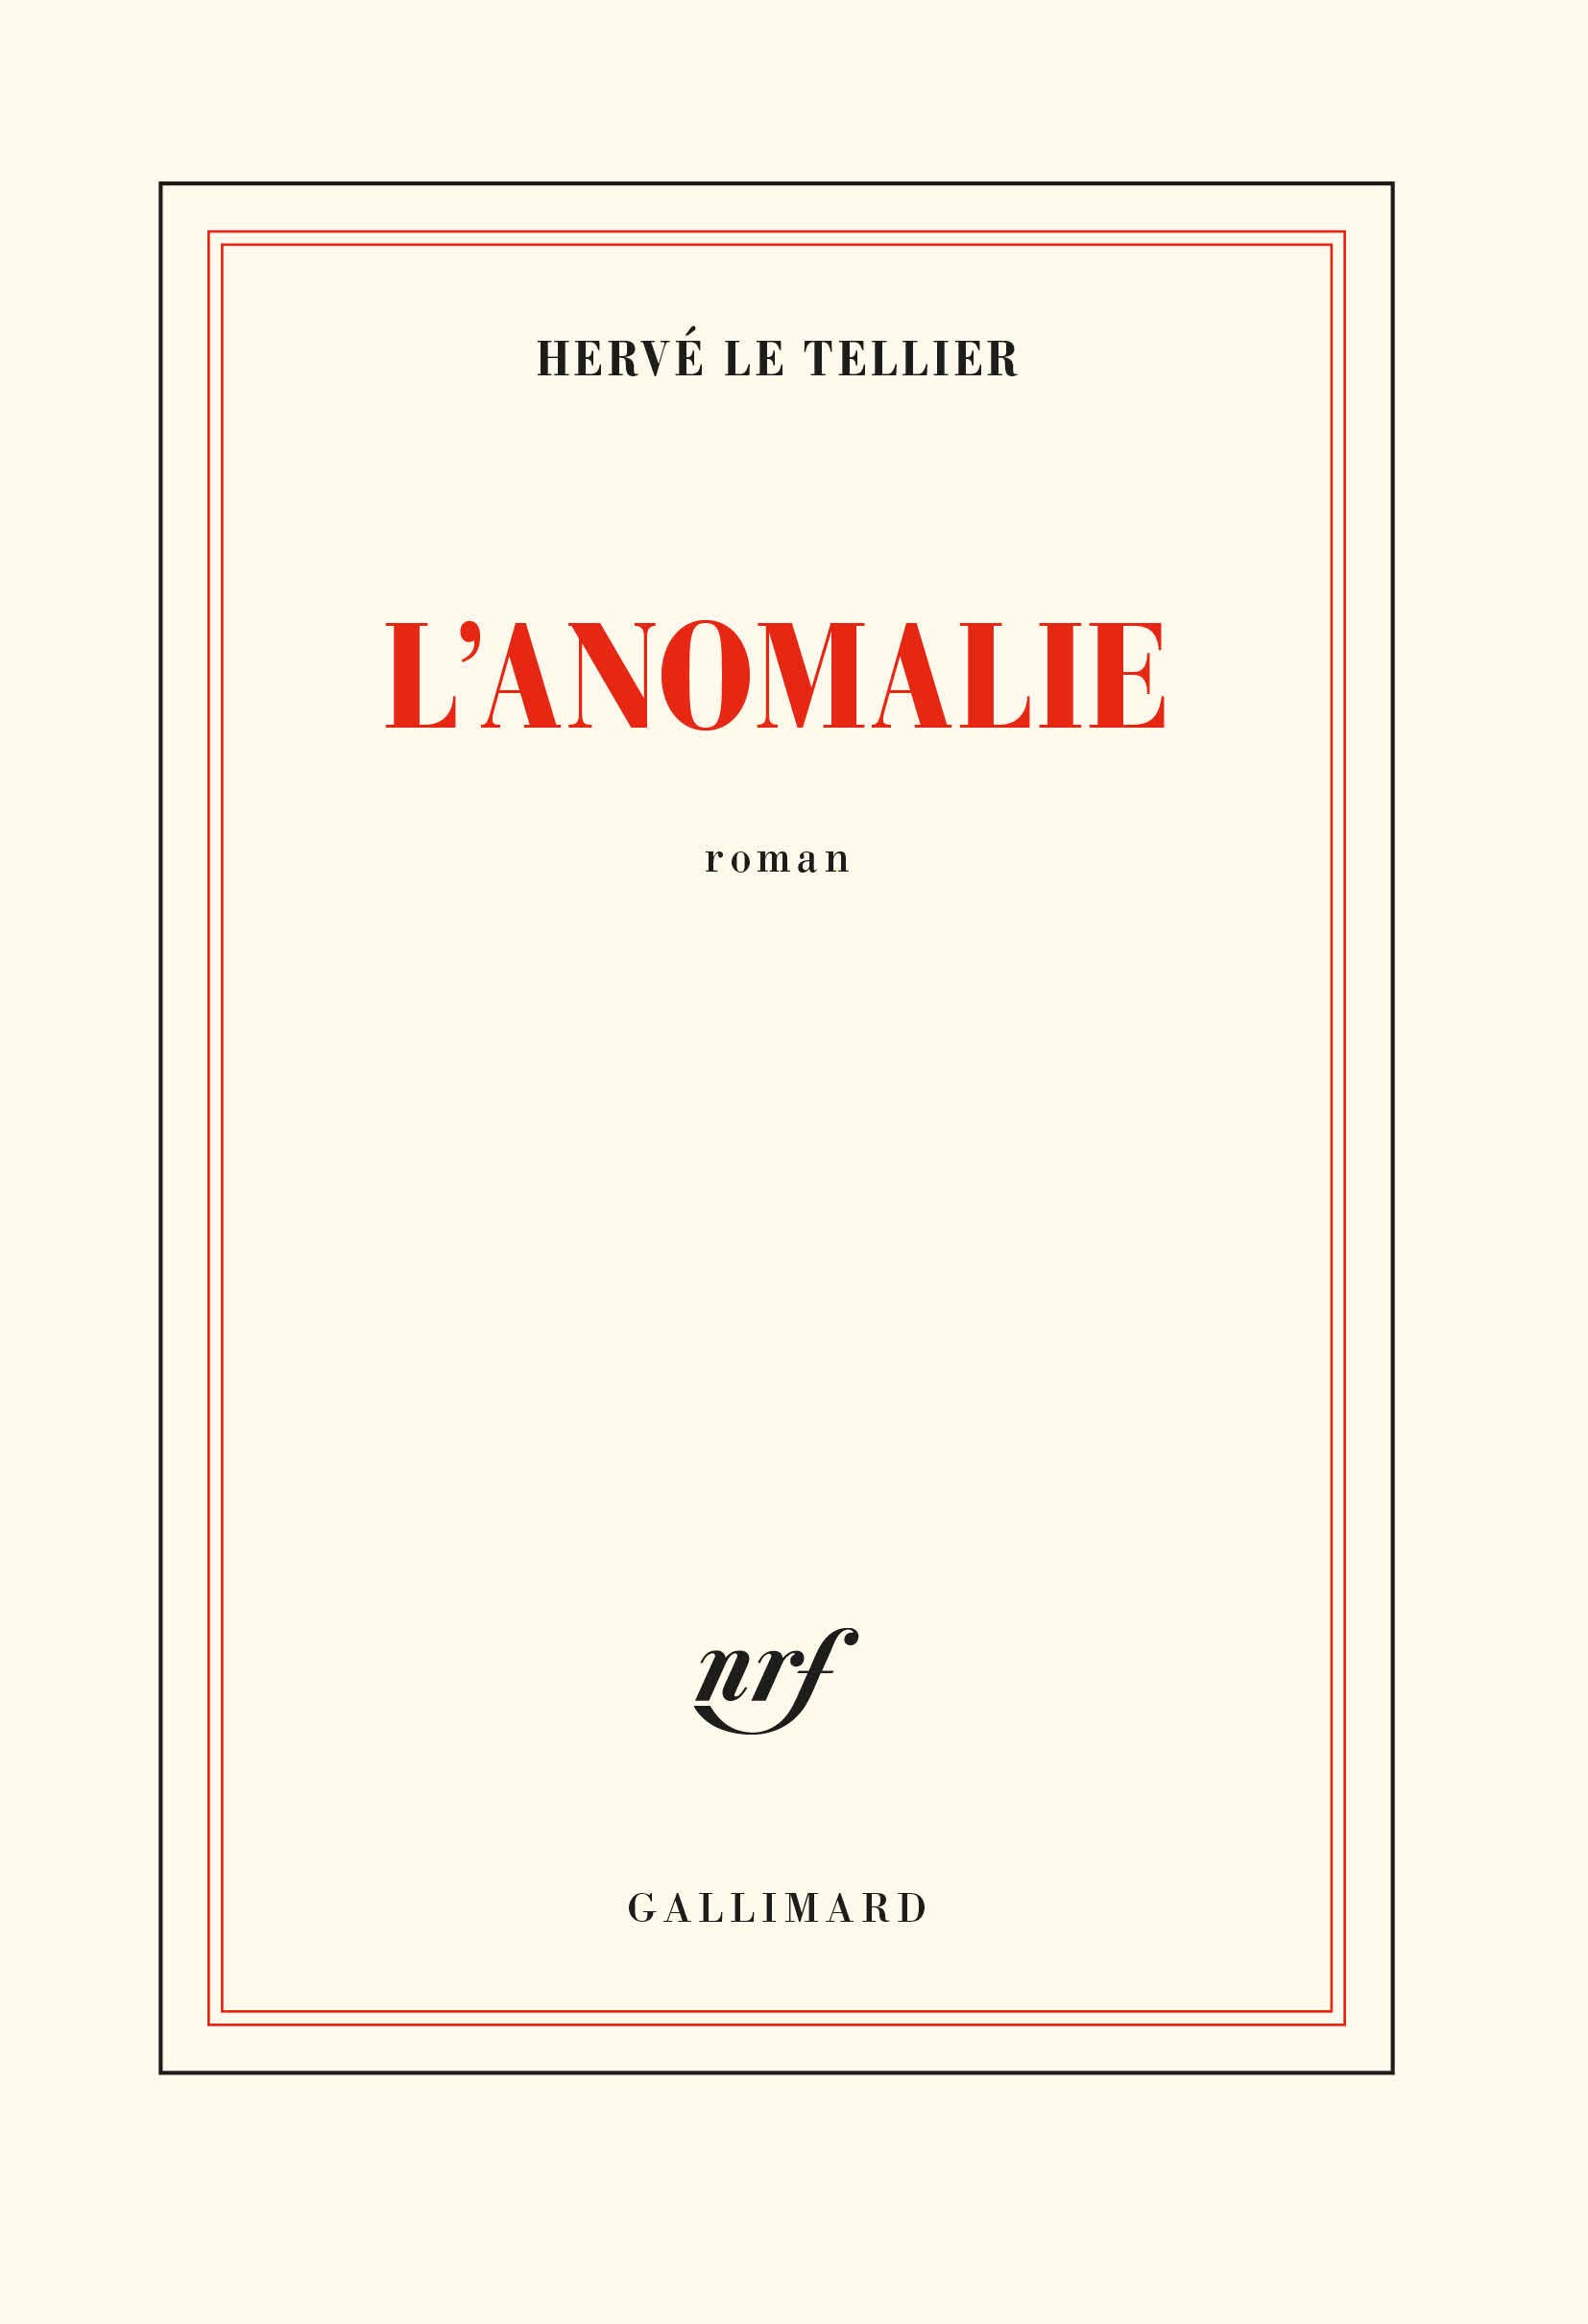 HERVÉ LE TELLIER
L’ANOMALIE
roman
nrf
GALLIMARD